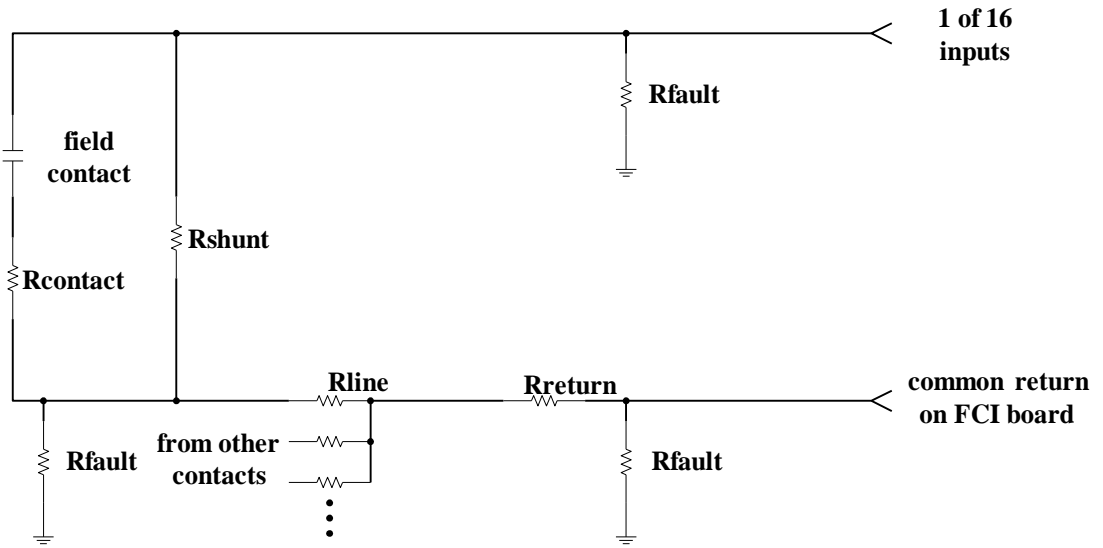 1 of 16
inputs
Rfault
field
contact
Rshunt
Rcontact
Rline
Rreturn
common return
on FCI board
from other
contacts
Rfault
Rfault